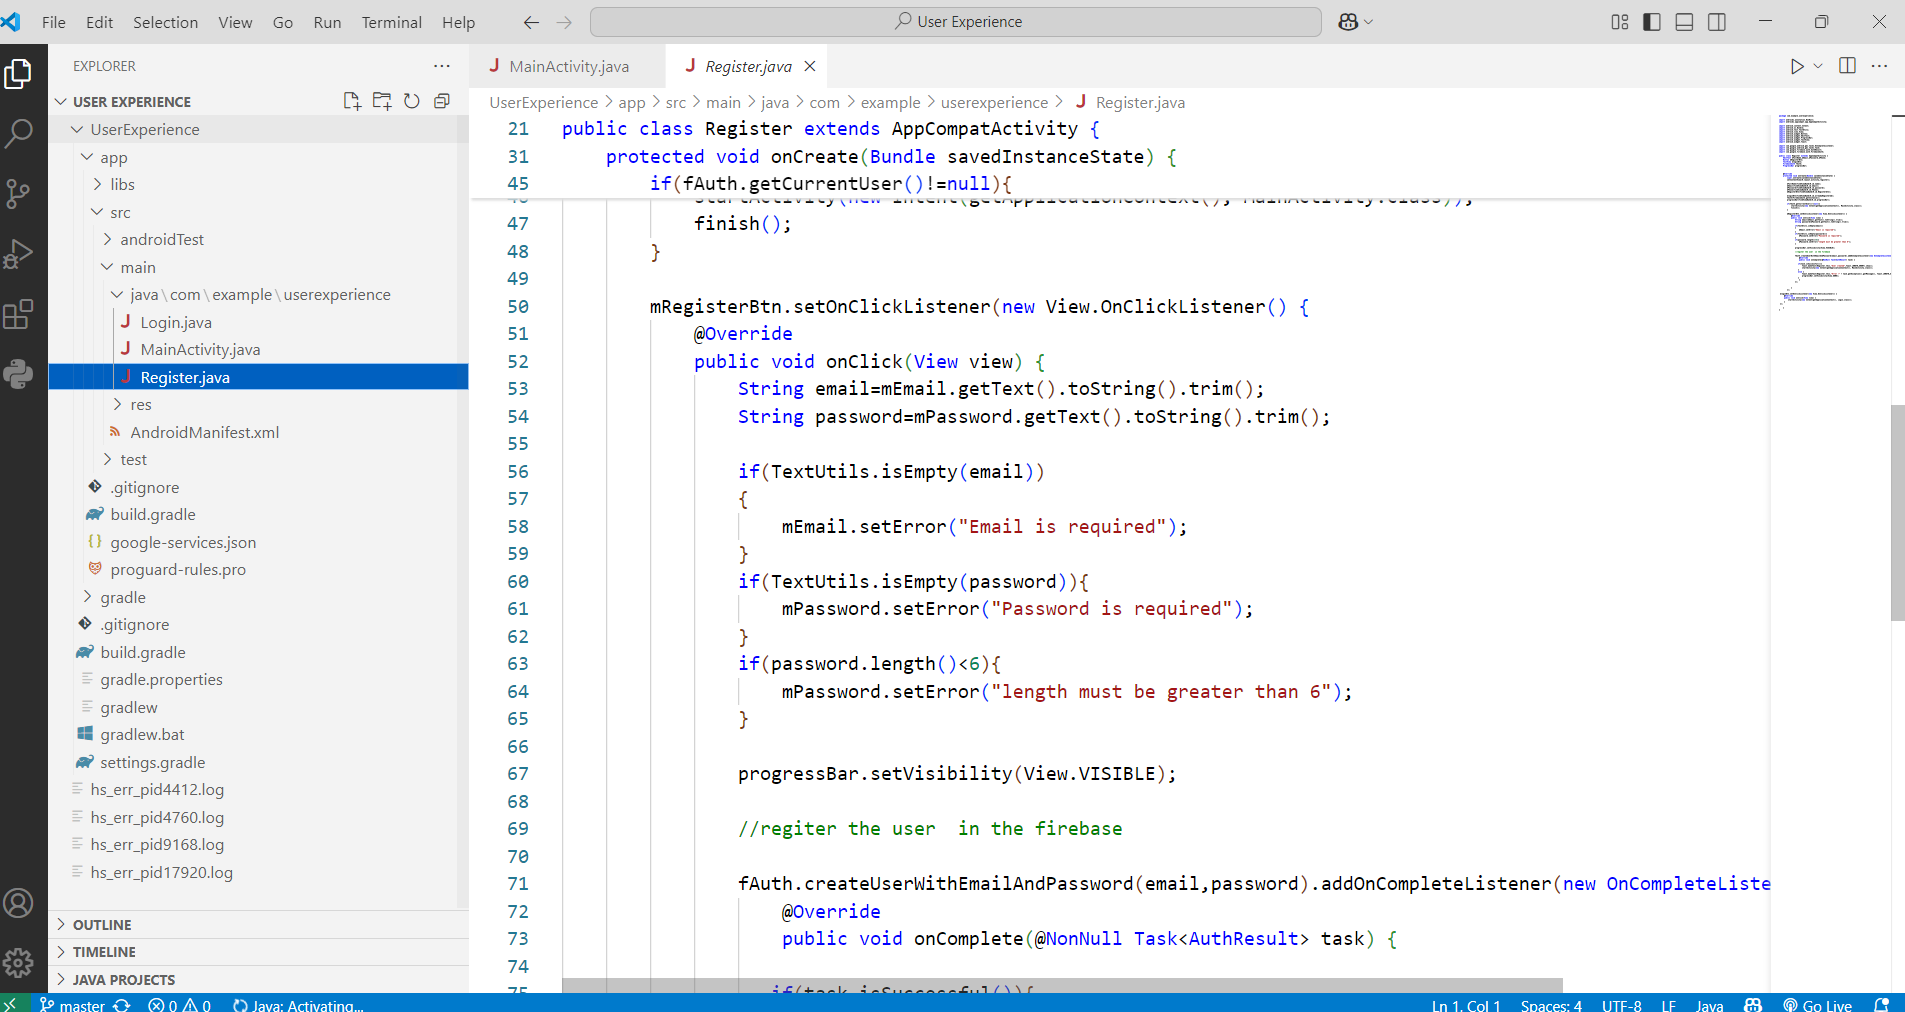 File Edit Selection View Go Run Terminal Help
User Experience
EXPLORER
USER EXPERIENCE
UserExperience
app
libs
src
androidTest
main
java\com\example\userexperience
Login.java
MainActivity.java
Register.java
res
AndroidManifest.xml
test
.gitignore
build.gradle
google-services.json
proguard-rules.pro
gradle
.gitignore
build.gradle
gradle.properties
gradlew
gradlew.bat
settings.gradle
hs_err_pid4412.log
hs_err_pid4760.log
hs_err_pid9168.log
hs_err_pid17920.log
OUTLINE
TIMELINE
JAVA PROJECTS
MainActivity.java Register.java
UserExperience > app > src > main > java > com > example > userexperience > Register.java
21 public class Register extends AppCompatActivity {
31 protected void onCreate(Bundle savedInstanceState) {
45 if(fAuth.getCurrentUser()!=null){
46 startActivity(new Intent(getApplicationContext(), MainActivity.class));
47 finish();
48 }
49
50 mRegisterBtn.setOnClickListener(new View.OnClickListener() {
51 @Override
52 public void onClick(View view) {
53 String email=mEmail.getText().toString().trim();
54 String password=mPassword.getText().toString().trim();
55
56 if(TextUtils.isEmpty(email))
57 {
58 mEmail.setError("Email is required");
59 }
60 if(TextUtils.isEmpty(password)){
61 mPassword.setError("Password is required");
62 }
63 if(password.length()<6){
64 mPassword.setError("length must be greater than 6");
65 }
66
67 progressBar.setVisibility(View.VISIBLE);
68
69 //regiter the user  in the firebase
70
71 fAuth.createUserWithEmailAndPassword(email,password).addOnCompleteListener(new OnCompleteListe
72 @Override
73 public void onComplete(@NonNull Task<AuthResult> task) {
74
75 if(task.isSuccessful()){
master 0 0 Java: Activating... Ln 1, Col 1 Spaces: 4 UTF-8 LF Java Go Live